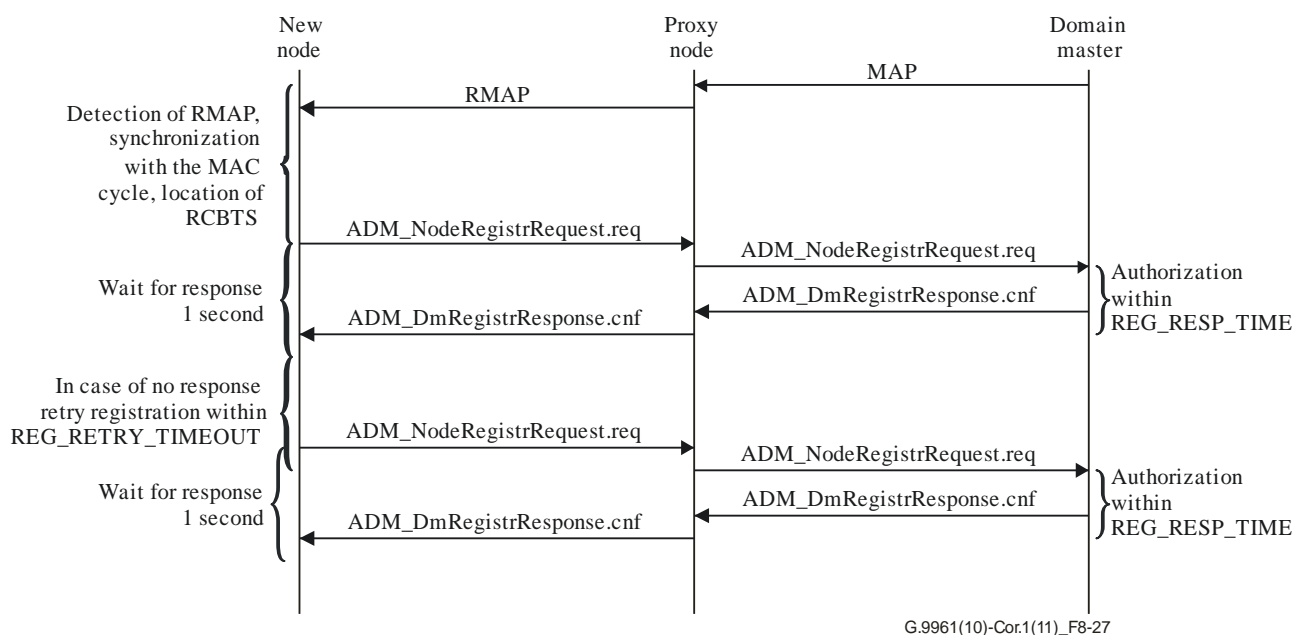 New
node
Proxy
node
Domain
master
MAP
RMAP
Detection of RMAP,
synchronization
with the MAC
cycle, location of
RCBTS
ADM_NodeRegistrRequest.req
ADM_NodeRegistrRequest.req
Wait for response
1 second
ADM_DmRegistrResponse.cnf
ADM_DmRegistrResponse.cnf
Authorization
within
REG_RESP_TIME
In case of no response
retry registration within
REG_RETRY_TIMEOUT
ADM_NodeRegistrRequest.req
ADM_NodeRegistrRequest.req
Wait for response
1 second
ADM_DmRegistrResponse.cnf
ADM_DmRegistrResponse.cnf
Authorization
within
REG_RESP_TIME
G.9961(10)-Cor.1(11)_F8-27